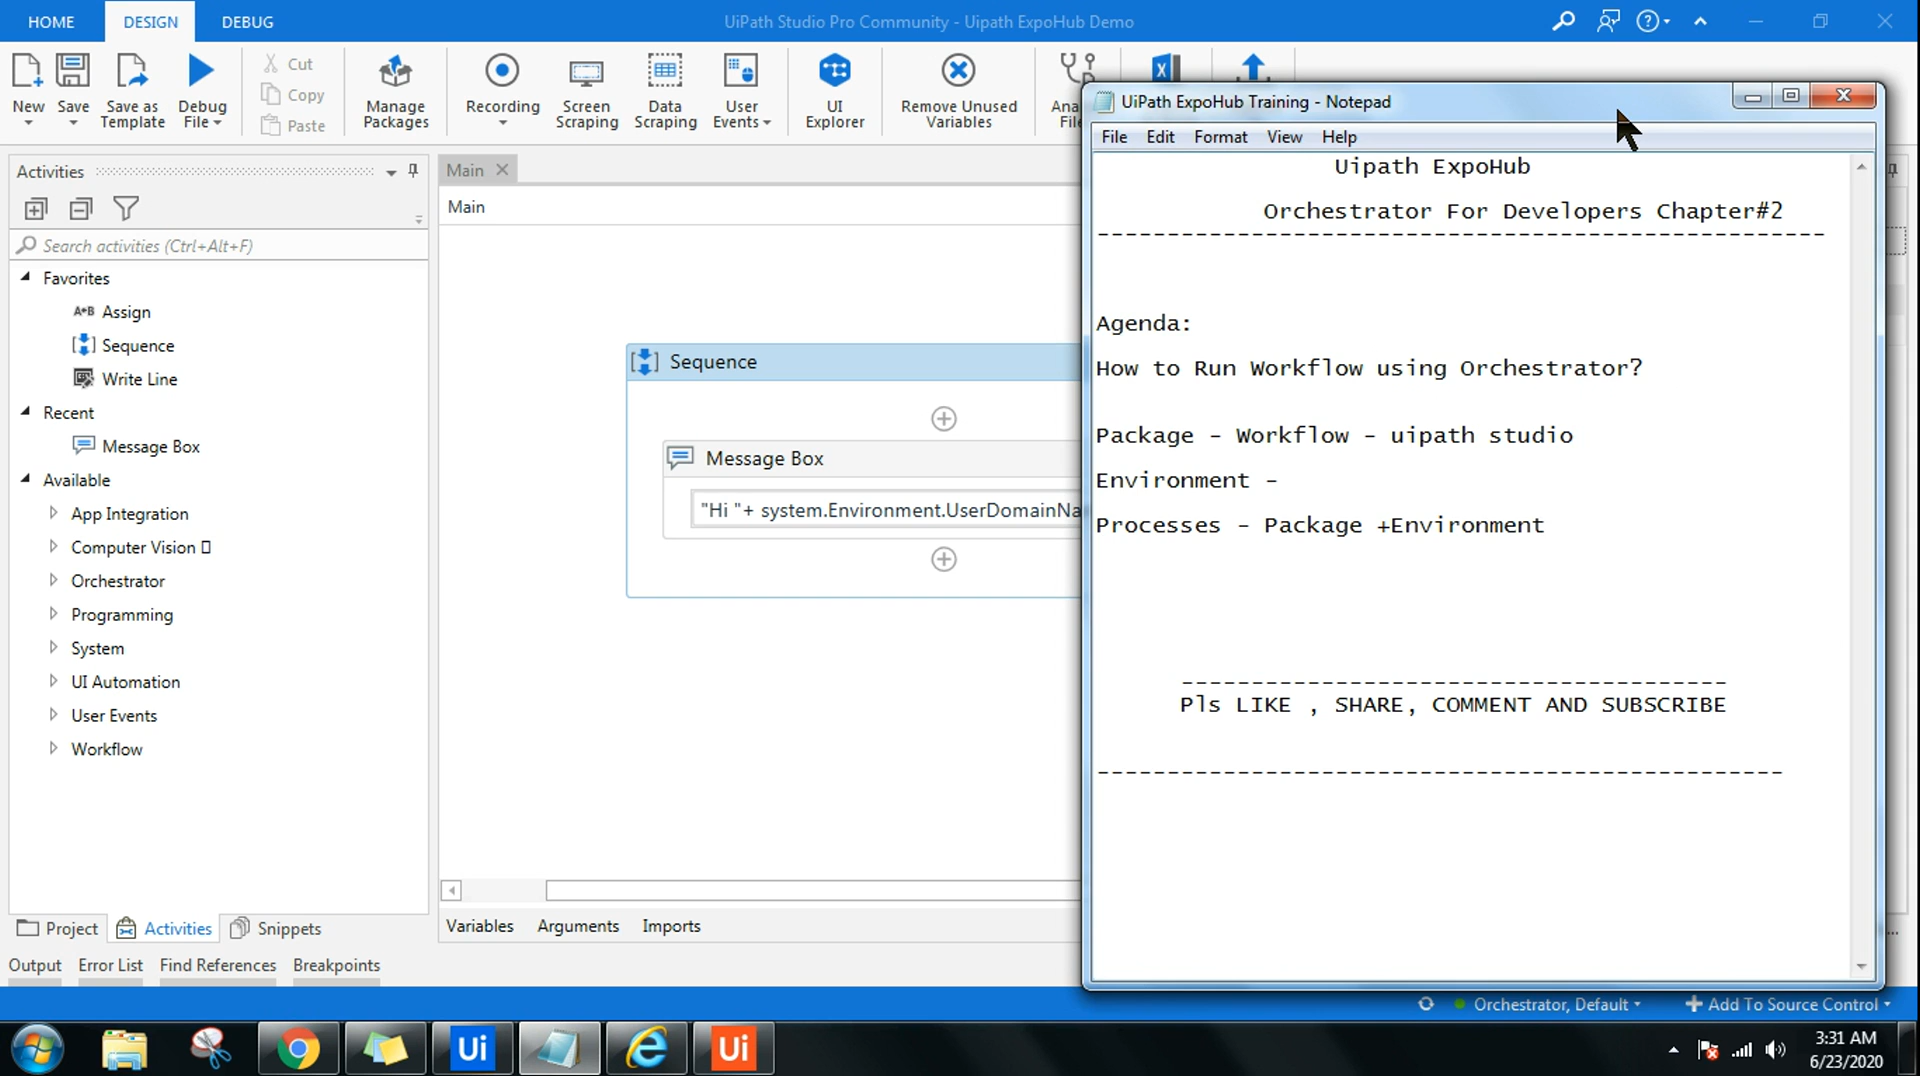 HOME DESIGN DEBUG UiPath Studio Pro Community - Uipath ExpoHub Demo
New
Save
Save as Template
Debug File
Cut
Copy
Paste
Manage Packages
Recording
Screen Scraping
Data Scraping
User Events
UI Explorer
Remove Unused Variables
Activities
Search activities (Ctrl+Alt+F)
Favorites
Assign
Sequence
Write Line
Recent
Message Box
Available
App Integration
Computer Vision
Orchestrator
Programming
System
UI Automation
User Events
Workflow
Project Activities Snippets
Output Error List Find References Breakpoints
Main
Main
Sequence
Message Box
"Hi "+ system.Environment.UserDomainNa
Variables Arguments Imports
UiPath ExpoHub Training - Notepad
File Edit Format View Help
Uipath ExpoHub
Orchestrator For Developers Chapter#2
----------------------------------------------------
Agenda:
How to Run Workflow using Orchestrator?
Package - Workflow - uipath studio
Environment -
Processes - Package +Environment
---------------------------------------
Pls LIKE , SHARE, COMMENT AND SUBSCRIBE
-------------------------------------------------
Orchestrator, Default Add To Source Control
Ui Ui
3:31 AM
6/23/2020